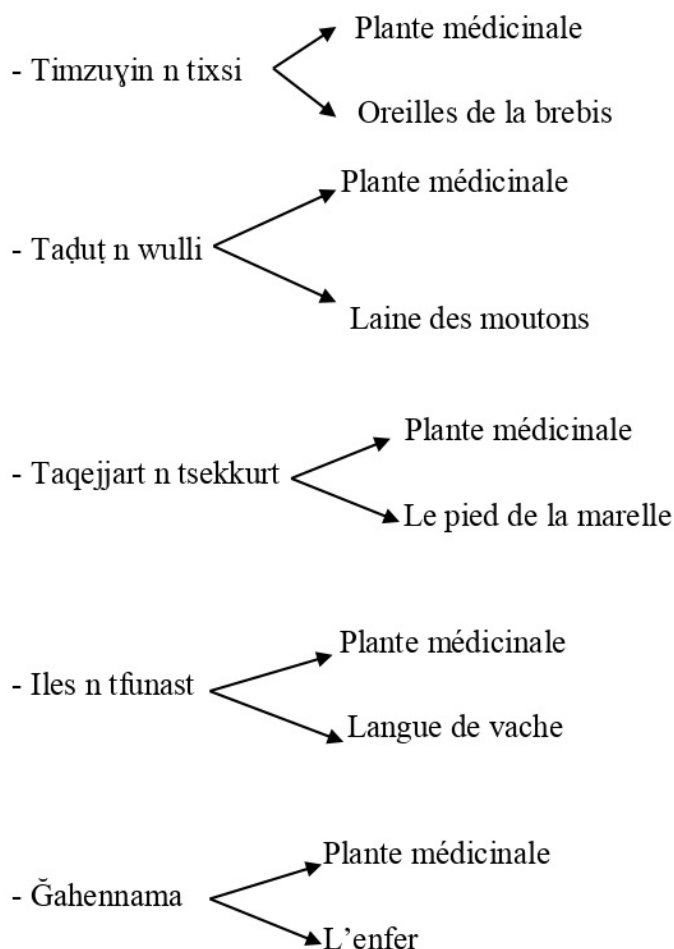 Plante médicinale
- Timzuɣin n tixsi
Oreilles de la brebis
Plante médicinale
- Taḍuṭ n wulli
Laine des moutons
Plante médicinale
- Taqejjart n tsekkurt
Le pied de la marelle
Plante médicinale
- Iles n tfunast
Langue de vache
Plante médicinale
- Ğahennama
L’enfer